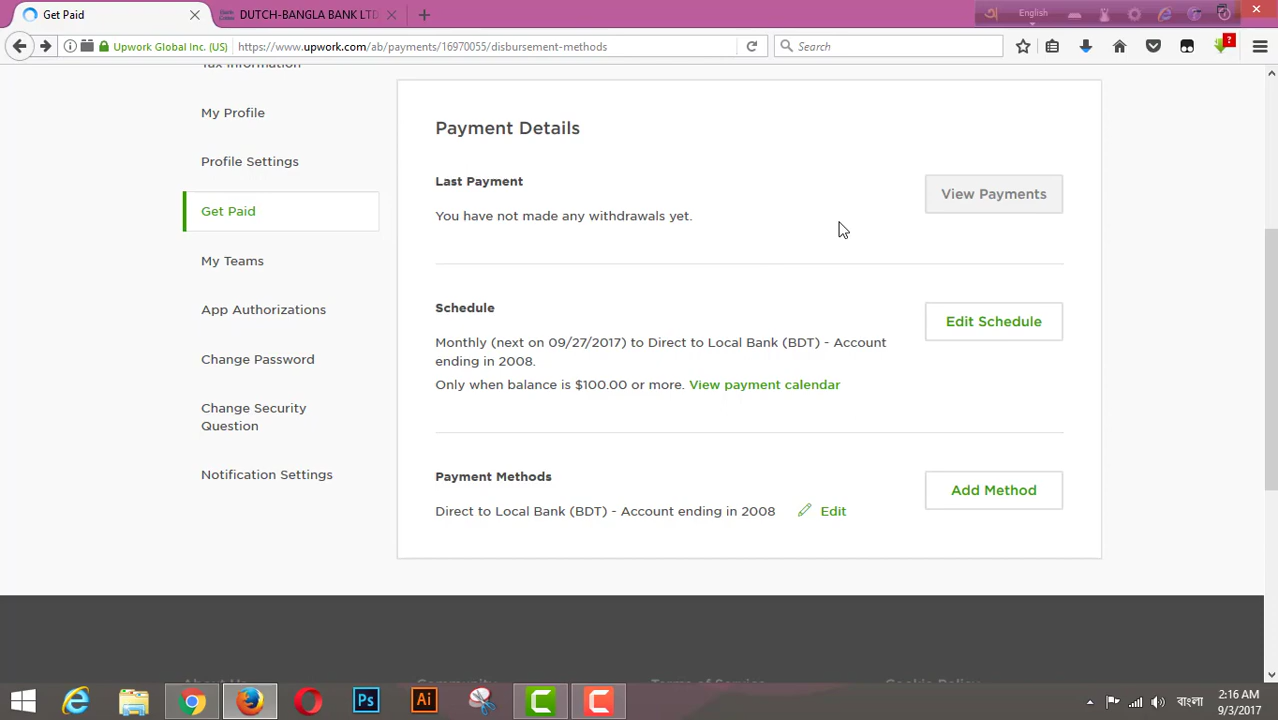 Get Paid
DUTCH-BANGLA BANK LTD
English
Upwork Global Inc. (US)
https://www.upwork.com/ab/payments/16970055/disbursement-methods
Search
?
Tax Information
My Profile
Profile Settings
Get Paid
My Teams
App Authorizations
Change Password
Change Security
Question
Notification Settings
Payment Details
Last Payment
View Payments
You have not made any withdrawals yet.
Schedule
Edit Schedule
Monthly (next on 09/27/2017) to Direct to Local Bank (BDT) - Account
ending in 2008.
Only when balance is $100.00 or more. View payment calendar
Payment Methods
Add Method
Direct to Local Bank (BDT) - Account ending in 2008
Edit
About Us
Community
Terms of Service
Cookie Policy
Ps
Ai
বাংলা
2:16 AM
9/3/2017